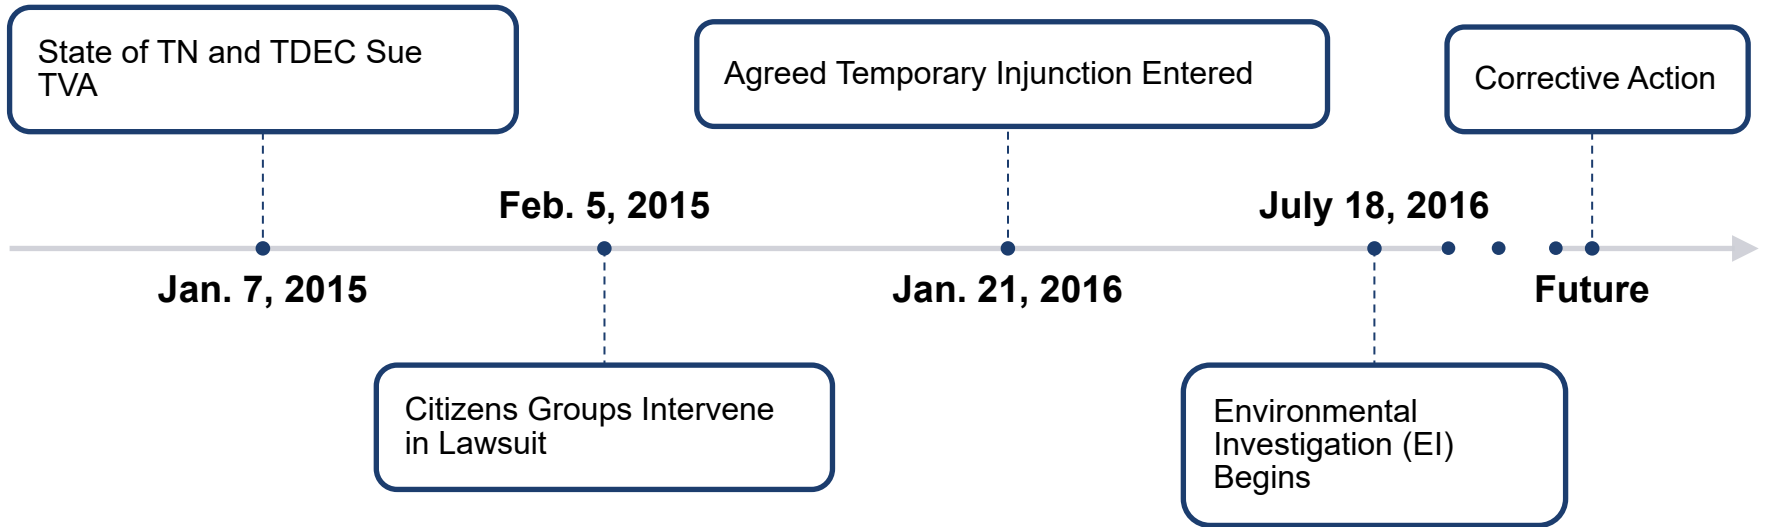 State of TN and TDEC Sue
TVA
Agreed Temporary Injunction Entered
Corrective Action
Feb. 5, 2015
July 18, 2016
Jan. 7, 2015
Jan. 21, 2016
Future
Citizens Groups Intervene
in Lawsuit
Environmental
Investigation (EI)
Begins